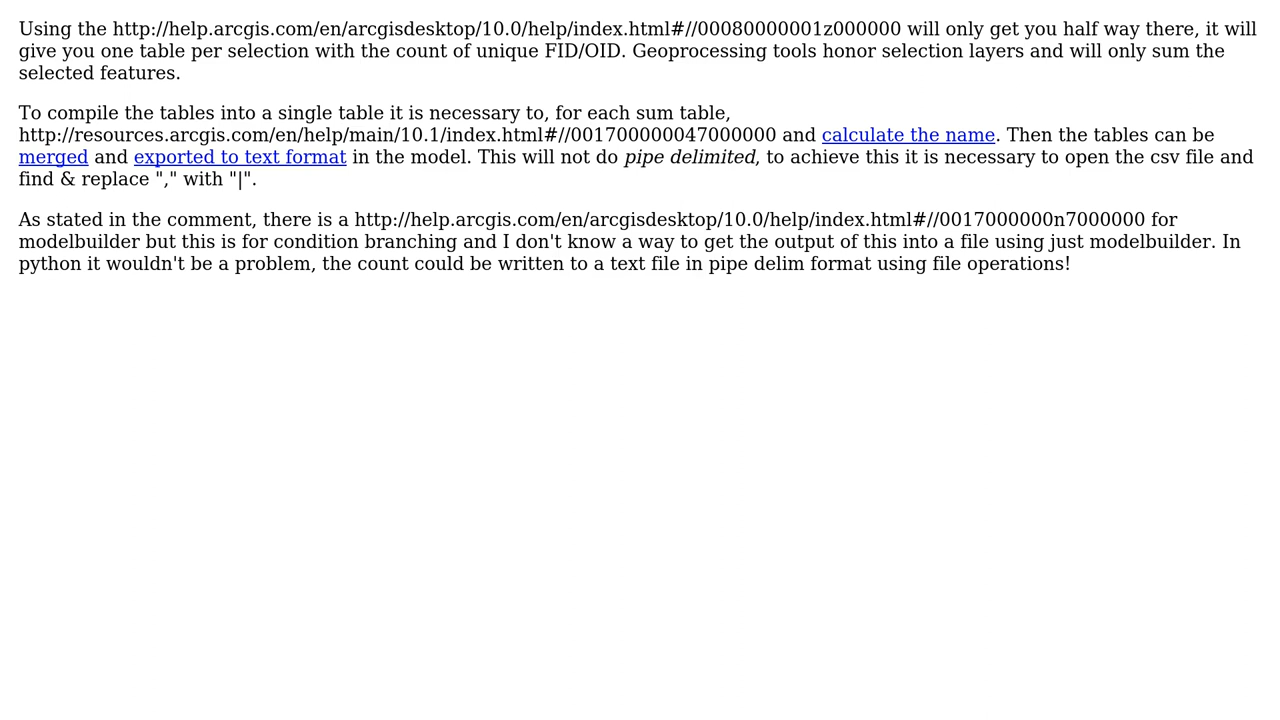 Using the http://help.arcgis.com/en/arcgisdesktop/10.0/help/index.html#//00080000001z000000 will only get you half way there, it will
give you one table per selection with the count of unique FID/OID. Geoprocessing tools honor selection layers and will only sum the
selected features.
To compile the tables into a single table it is necessary to, for each sum table,
http://resources.arcgis.com/en/help/main/10.1/index.html#//001700000047000000 and calculate the name. Then the tables can be
merged and exported to text format in the model. This will not do pipe delimited, to achieve this it is necessary to open the csv file and
find & replace "," with "|".
As stated in the comment, there is a http://help.arcgis.com/en/arcgisdesktop/10.0/help/index.html#//0017000000n7000000 for
modelbuilder but this is for condition branching and I don't know a way to get the output of this into a file using just modelbuilder. In
python it wouldn't be a problem, the count could be written to a text file in pipe delim format using file operations!